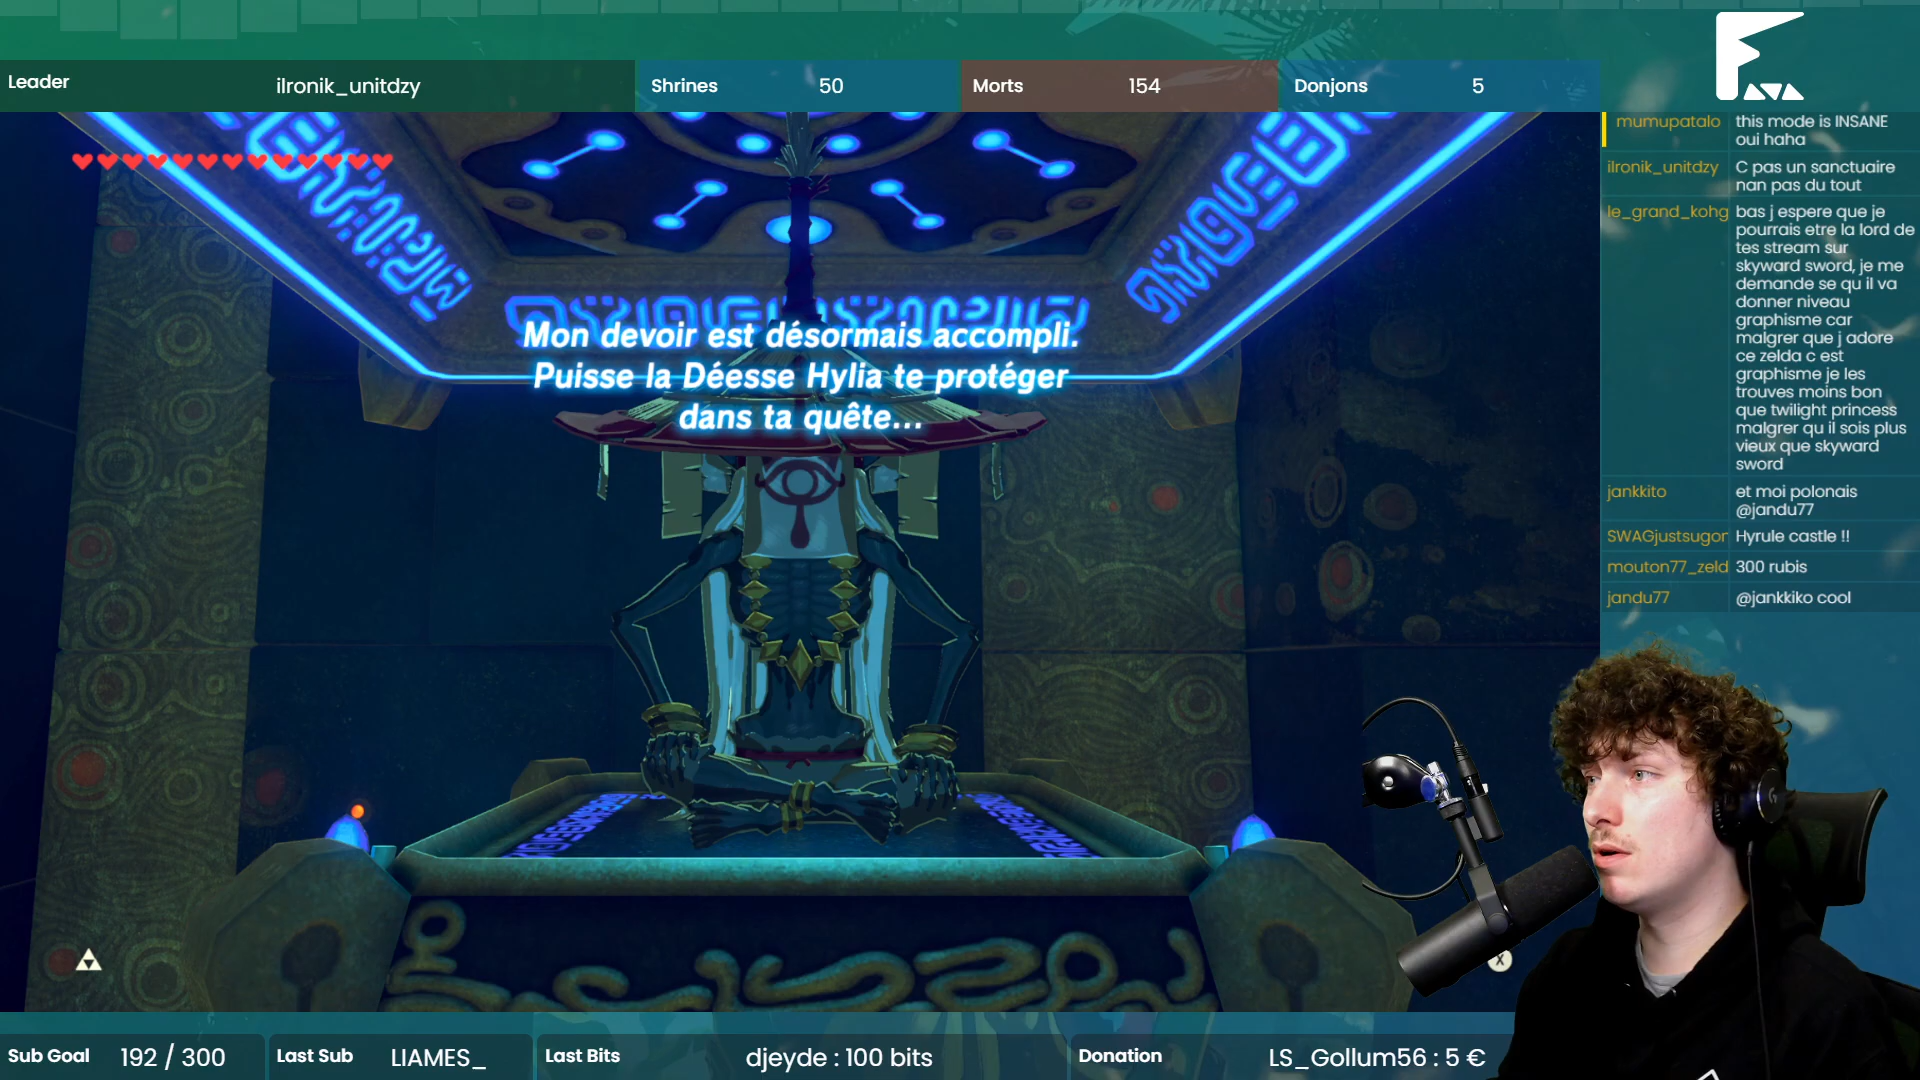 Leader
ilronik_unitdzy
Shrines
50
Morts
154
Donjons
5
mumupatalo
this mode is INSANE
oui haha
ilronik_unitdzy
C pas un sanctuaire
nan pas du tout
le_grand_kohg
bas j espere que je
pourrais etre la lord de
tes stream sur
skyward sword, je me
demande se qu il va
donner niveau
graphisme car
malgrer que j adore
ce zelda c est
graphisme je les
trouves moins bon
que twilight princess
malgrer qu il sois plus
vieux que skyward
sword
jankkito
et moi polonais
@jandu77
SWAGjustsugor
Hyrule castle !!
mouton77_zeld
300 rubis
jandu77
@jankkiko cool
Mon devoir est désormais accompli.
Puisse la Déesse Hylia te protéger
dans ta quête...
X
Sub Goal
192 / 300
Last Sub
LIAMES_
Last Bits
djeyde : 100 bits
Donation
LS_Gollum56 : 5 €